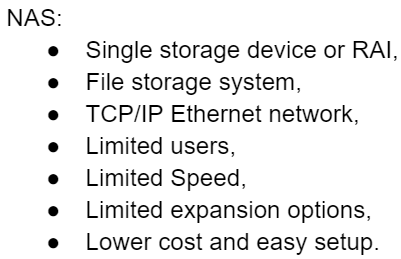 NAS:
● Single storage device or RAI,
● File storage system,
● TCP/IP Ethernet network,
● Limited users,
● Limited Speed,
● Limited expansion options,
● Lower cost and easy setup.